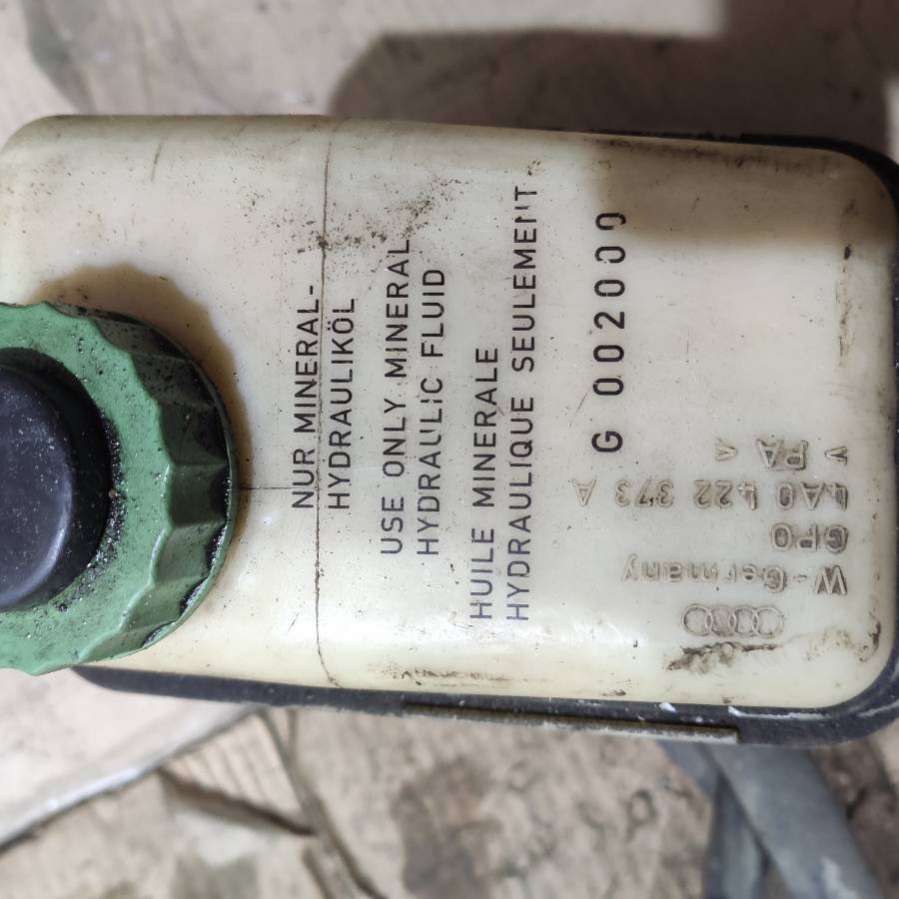 NUR MINERAL-
HYDRAULIKÖL
USE ONLY MINERAL
HYDRAULIC FLUID
HUILE MINERALE
HYDRAULIQUE SEULEMENT
G 002000
> PA <
4A0 422 373 A
GPO
W-Germany